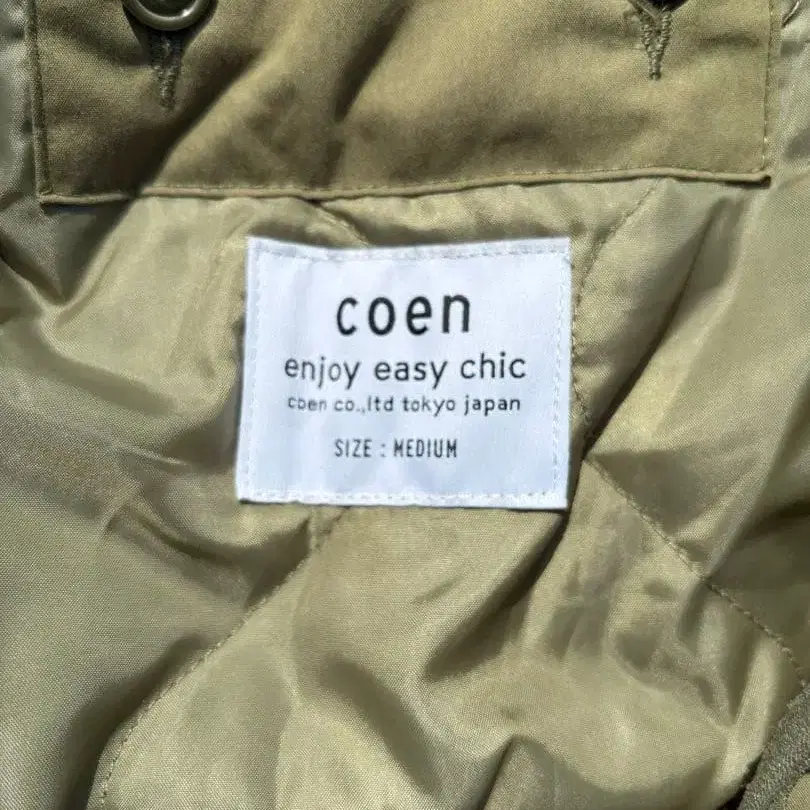 coen
enjoy easy chic
coen co.,ltd tokyo japan
SIZE : MEDIUM